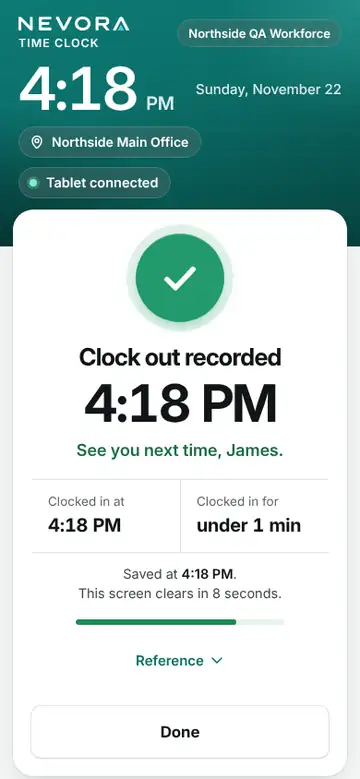 NEVORA
TIME CLOCK
Northside QA Workforce
4:18 PM
Sunday, November 22
Northside Main Office
Tablet connected
Clock out recorded
4:18 PM
See you next time, James.
Clocked in at
4:18 PM
Clocked in for
under 1 min
Saved at 4:18 PM.
This screen clears in 8 seconds.
Reference
Done